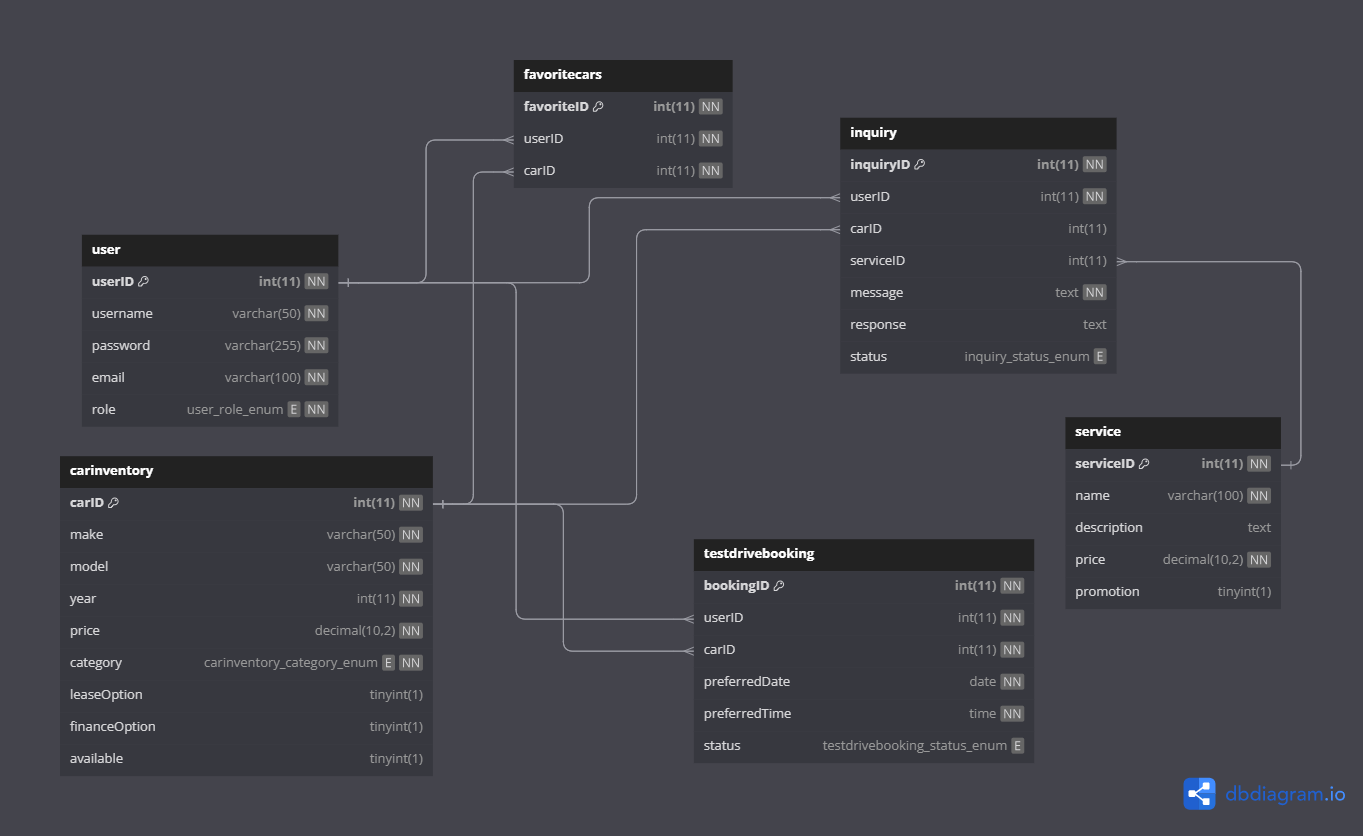 favoritecars
favoriteID int(11) NN
userID int(11) NN
carID int(11) NN
inquiry
inquiryID int(11) NN
userID int(11) NN
carID int(11)
serviceID int(11)
message text NN
response text
status inquiry_status_enum E
user
userID int(11) NN
username varchar(50) NN
password varchar(255) NN
email varchar(100) NN
role user_role_enum E NN
carinventory
carID int(11) NN
make varchar(50) NN
model varchar(50) NN
year int(11) NN
price decimal(10,2) NN
category carinventory_category_enum E NN
leaseOption tinyint(1)
financeOption tinyint(1)
available tinyint(1)
service
serviceID int(11) NN
name varchar(100) NN
description text
price decimal(10,2) NN
promotion tinyint(1)
testdrivebooking
bookingID int(11) NN
userID int(11) NN
carID int(11) NN
preferredDate date NN
preferredTime time NN
status testdrivebooking_status_enum E
dbdiagram.io